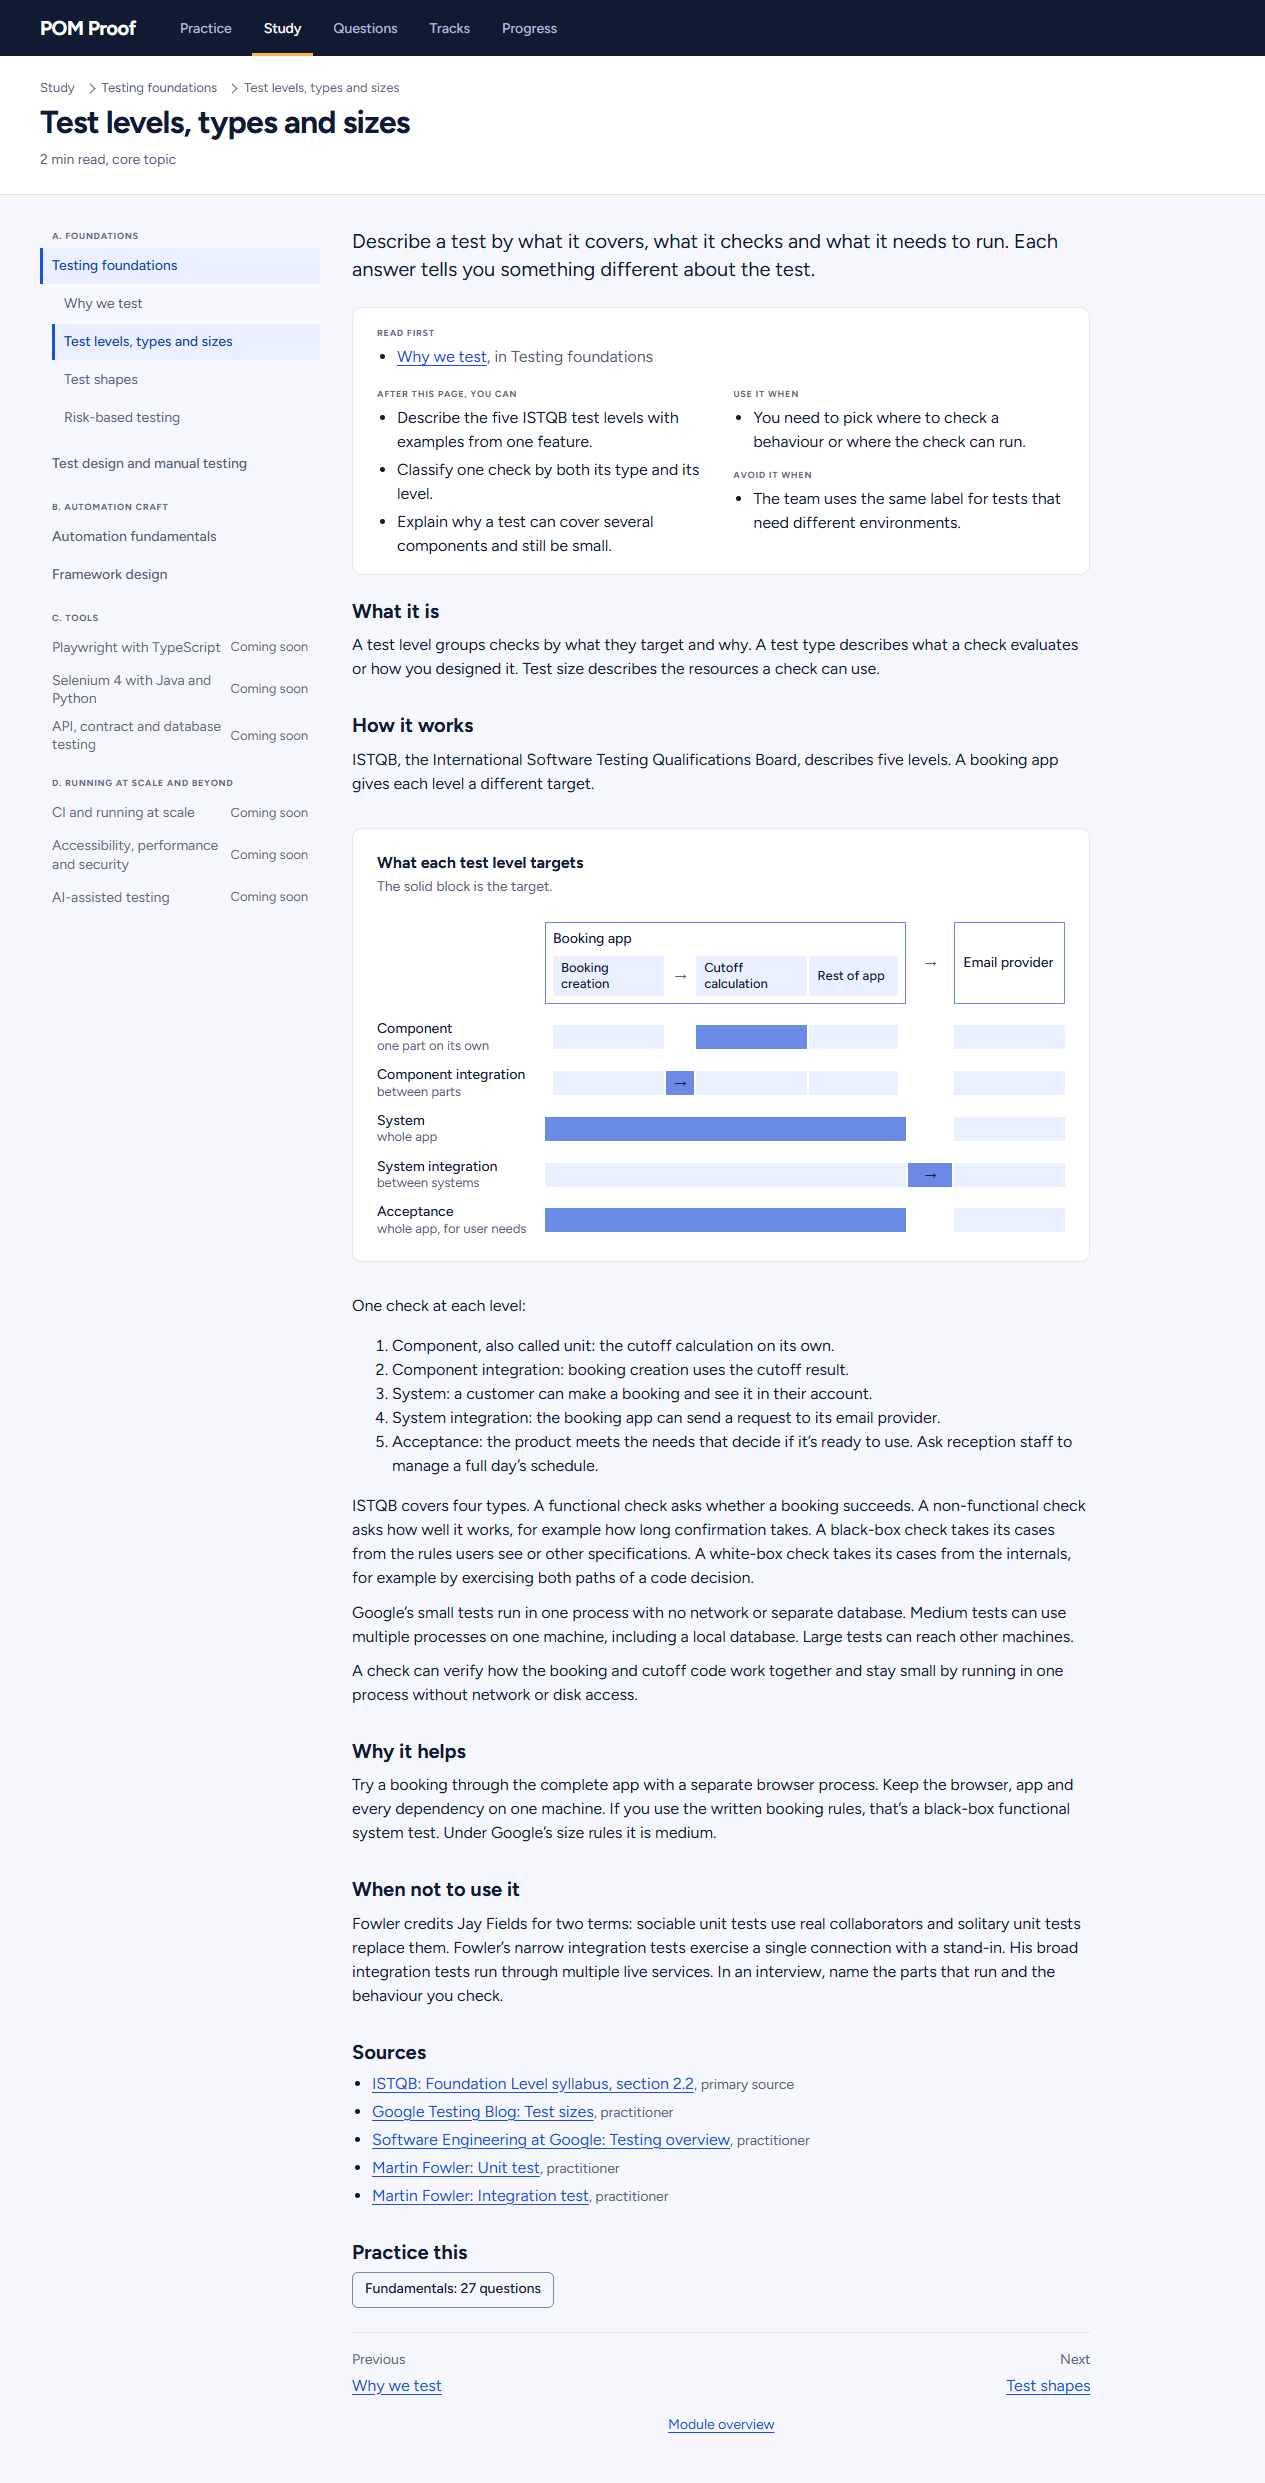 POM Proof
Practice
Study
Questions
Tracks
Progress
Study
Testing foundations
Test levels, types and sizes
Test levels, types and sizes
2 min read, core topic
A. FOUNDATIONS
Testing foundations
Why we test
Test levels, types and sizes
Test shapes
Risk-based testing
Test design and manual testing
B. AUTOMATION CRAFT
Automation fundamentals
Framework design
C. TOOLS
Playwright with TypeScript Coming soon
Selenium 4 with Java and
Python
Coming soon
API, contract and database
testing
Coming soon
D. RUNNING AT SCALE AND BEYOND
CI and running at scale Coming soon
Accessibility, performance
and security
Coming soon
AI-assisted testing Coming soon
Describe a test by what it covers, what it checks and what it needs to run. Each
answer tells you something different about the test.
READ FIRST
• Why we test, in Testing foundations
AFTER THIS PAGE, YOU CAN
• Describe the five ISTQB test levels with
examples from one feature.
• Classify one check by both its type and its
level.
• Explain why a test can cover several
components and still be small.
USE IT WHEN
• You need to pick where to check a
behaviour or where the check can run.
AVOID IT WHEN
• The team uses the same label for tests that
need different environments.
What it is
A test level groups checks by what they target and why. A test type describes what a check evaluates
or how you designed it. Test size describes the resources a check can use.
How it works
ISTQB, the International Software Testing Qualifications Board, describes five levels. A booking app
gives each level a different target.
What each test level targets
The solid block is the target.
Booking app
Booking
creation
→
Cutoff
calculation
Rest of app
→
Email provider
Component
one part on its own
Component integration
between parts
→
System
whole app
System integration
between systems
→
Acceptance
whole app, for user needs
One check at each level:
1. Component, also called unit: the cutoff calculation on its own.
2. Component integration: booking creation uses the cutoff result.
3. System: a customer can make a booking and see it in their account.
4. System integration: the booking app can send a request to its email provider.
5. Acceptance: the product meets the needs that decide if it’s ready to use. Ask reception staff to
manage a full day’s schedule.
ISTQB covers four types. A functional check asks whether a booking succeeds. A non-functional check
asks how well it works, for example how long confirmation takes. A black-box check takes its cases
from the rules users see or other specifications. A white-box check takes its cases from the internals,
for example by exercising both paths of a code decision.
Google’s small tests run in one process with no network or separate database. Medium tests can use
multiple processes on one machine, including a local database. Large tests can reach other machines.
A check can verify how the booking and cutoff code work together and stay small by running in one
process without network or disk access.
Why it helps
Try a booking through the complete app with a separate browser process. Keep the browser, app and
every dependency on one machine. If you use the written booking rules, that’s a black-box functional
system test. Under Google’s size rules it is medium.
When not to use it
Fowler credits Jay Fields for two terms: sociable unit tests use real collaborators and solitary unit tests
replace them. Fowler’s narrow integration tests exercise a single connection with a stand-in. His broad
integration tests run through multiple live services. In an interview, name the parts that run and the
behaviour you check.
Sources
• ISTQB: Foundation Level syllabus, section 2.2, primary source
• Google Testing Blog: Test sizes, practitioner
• Software Engineering at Google: Testing overview, practitioner
• Martin Fowler: Unit test, practitioner
• Martin Fowler: Integration test, practitioner
Practice this
Fundamentals: 27 questions
Previous
Why we test
Next
Test shapes
Module overview